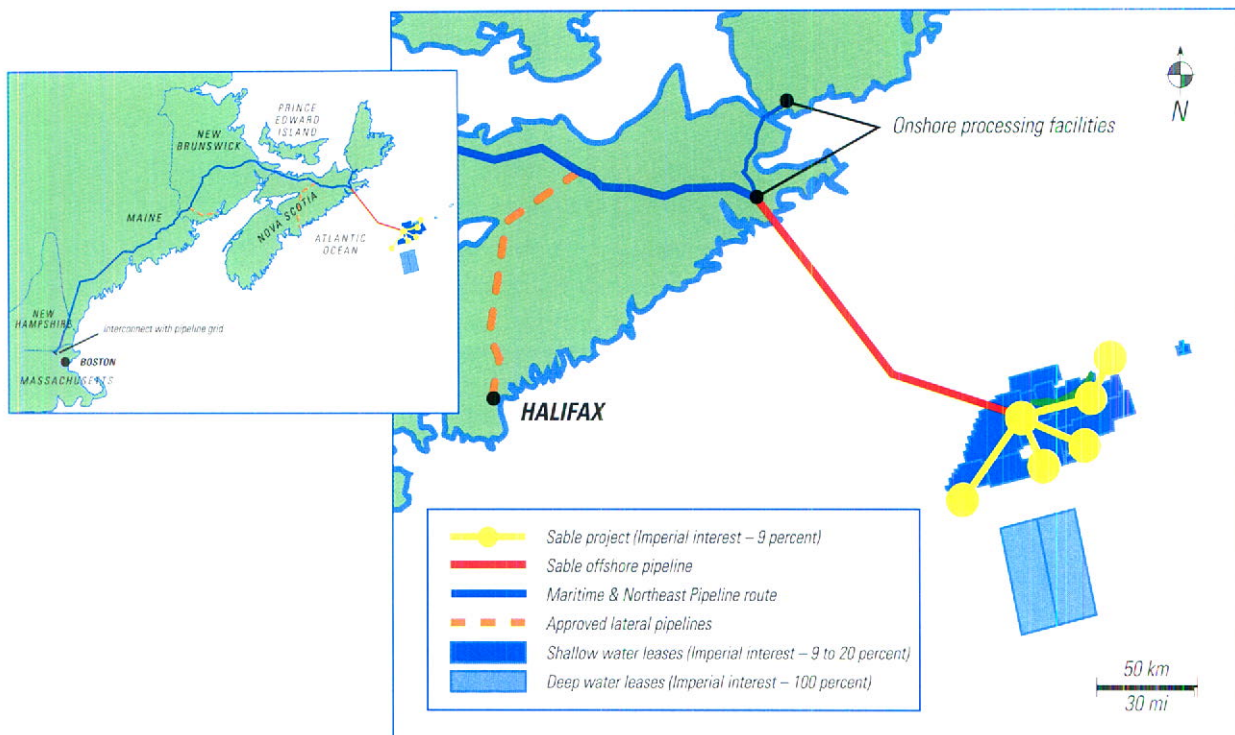 PRINCE
EDWARD
ISLAND
NEW
BRUNSWICK
MAINE
NOVA SCOTIA
ATLANTIC
OCEAN
NEW
HAMPSHIRE
Interconnect with pipeline grid
BOSTON
MASSACHUSETTS
N
Onshore processing facilities
HALIFAX
Sable project (Imperial interest – 9 percent)
Sable offshore pipeline
Maritime & Northeast Pipeline route
Approved lateral pipelines
Shallow water leases (Imperial interest – 9 to 20 percent)
Deep water leases (Imperial interest – 100 percent)
50 km
30 mi